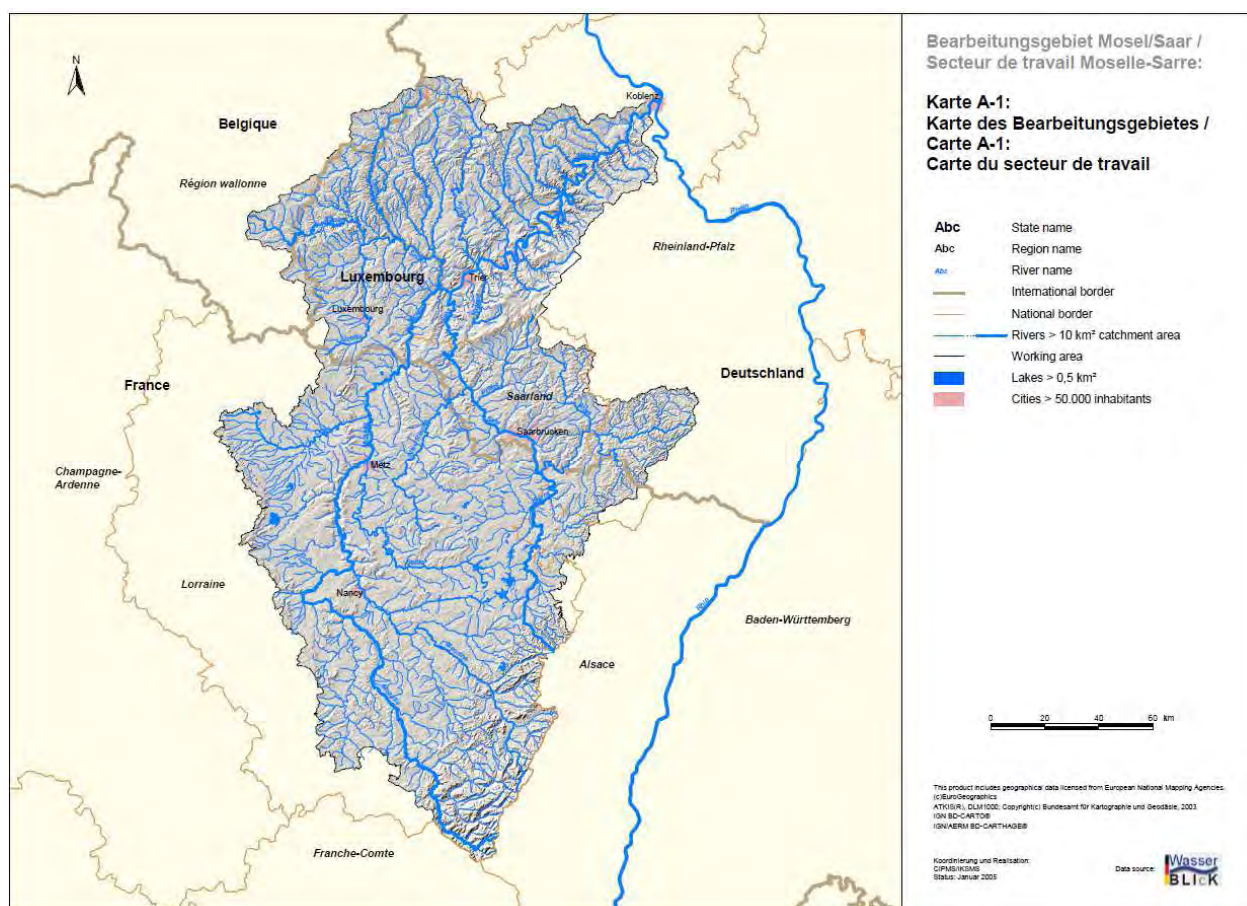 Bearbeitungsgebiet Mosel/Saar /
Secteur de travail Moselle-Sarre:
Karte A-1:
Karte des Bearbeitungsgebietes /
Carte A-1:
Carte du secteur de travail
Abc State name
Abc Region name
Abc River name
International border
National border
Rivers > 10 km² catchment area
Working area
Lakes > 0,5 km²
Cities > 50.000 inhabitants
N
Koblenz
Belgique
Région wallonne
Rheinland-Pfalz
Luxembourg
Trier
Luxembourg
France
Deutschland
Saarland
Saarbrücken
Metz
Champagne-
Ardenne
Lorraine
Nancy
Baden-Württemberg
Alsace
Franche-Comte
0 20 40 60 km
This product includes geographical data licensed from European National Mapping Agencies.
(c)EuroGeographics
ATKIS(R), DLM1000; Copyright(c) Bundesamt für Kartographie und Geodäsie, 2003
IGN BD-CARTO®
IGN/AERM BD-CARTHAGE®
Koordinierung und Realisation:
CIPMS/IKSMS
Status: Januar 2005
Data source:
Wasser
BLIcK